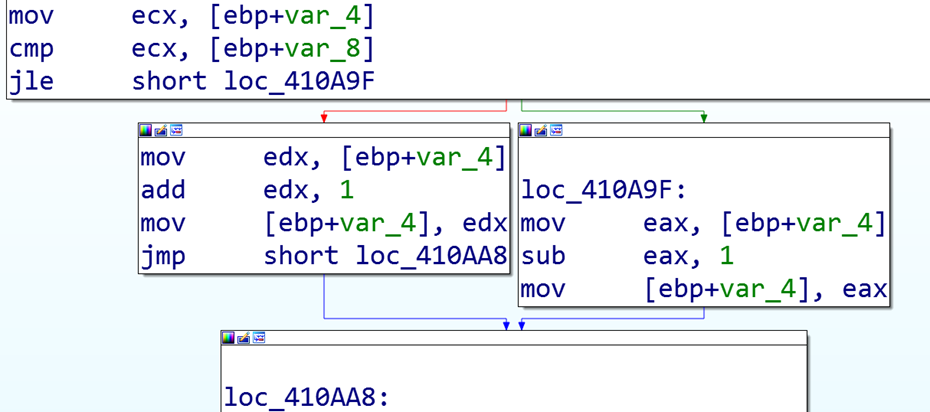 mov ecx, [ebp+var_4]
cmp ecx, [ebp+var_8]
jle short loc_410A9F
mov edx, [ebp+var_4]
add edx, 1
mov [ebp+var_4], edx
jmp short loc_410AA8
loc_410A9F:
mov eax, [ebp+var_4]
sub eax, 1
mov [ebp+var_4], eax
loc_410AA8: